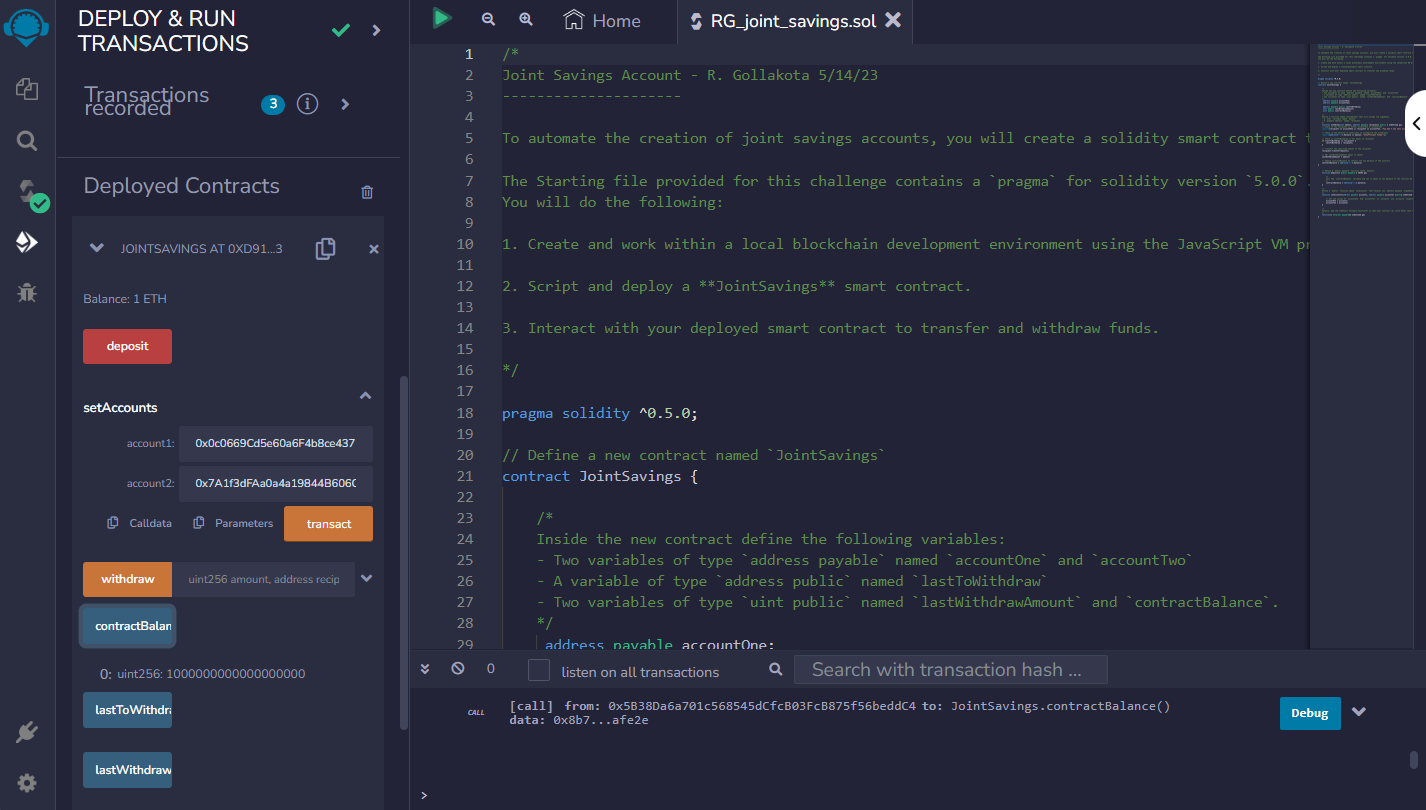 DEPLOY & RUN
TRANSACTIONS
Transactions
recorded
3
i
Deployed Contracts
JOINTSAVINGS AT 0XD91...3
Balance: 1 ETH
deposit
setAccounts
account1:
0x0c0669Cd5e60a6F4b8ce437
account2:
0x7A1f3dFAa0a4a19844B606C
Calldata
Parameters
transact
withdraw
uint256 amount, address recip
contractBalan
0: uint256: 1000000000000000000
lastToWithdra
lastWithdraw
Home
RG_joint_savings.sol
1 /*
2 Joint Savings Account - R. Gollakota 5/14/23
3 ---------------------
4
5 To automate the creation of joint savings accounts, you will create a solidity smart contract t
6
7 The Starting file provided for this challenge contains a `pragma` for solidity version `5.0.0`.
8 You will do the following:
9
10 1. Create and work within a local blockchain development environment using the JavaScript VM pr
11
12 2. Script and deploy a **JointSavings** smart contract.
13
14 3. Interact with your deployed smart contract to transfer and withdraw funds.
15
16 */
17
18 pragma solidity ^0.5.0;
19
20 // Define a new contract named `JointSavings`
21 contract JointSavings {
22
23 /*
24 Inside the new contract define the following variables:
25 - Two variables of type `address payable` named `accountOne` and `accountTwo`
26 - A variable of type `address public` named `lastToWithdraw`
27 - Two variables of type `uint public` named `lastWithdrawAmount` and `contractBalance`.
28 */
29 address payable accountOne;
0
listen on all transactions
Search with transaction hash ...
CALL
[call] from: 0x5B38Da6a701c568545dCfcB03FcB875f56beddC4 to: JointSavings.contractBalance()
data: 0x8b7...afe2e
Debug
>